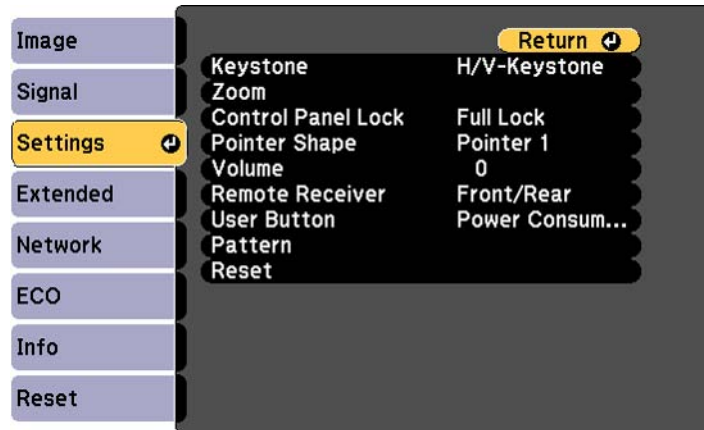 Image
Signal
Settings
Extended
Network
ECO
Info
Reset
Return
Keystone H/V-Keystone
Zoom
Control Panel Lock Full Lock
Pointer Shape Pointer 1
Volume 0
Remote Receiver Front/Rear
User Button Power Consum...
Pattern
Reset